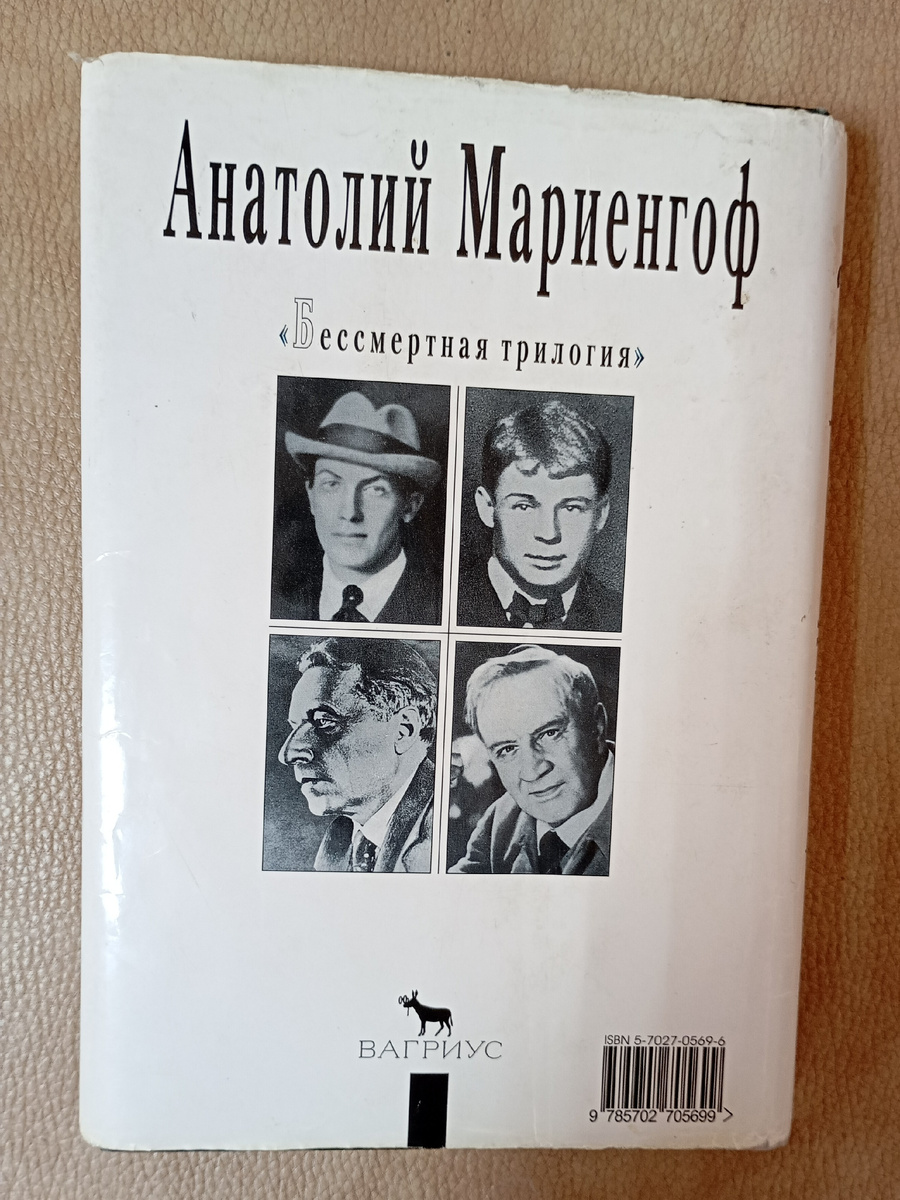 Анатолий Мариенгоф
«Бессмертная трилогия»
ВАГРИУС
ISBN 5-7027-0569-6
9 785702 705699 >